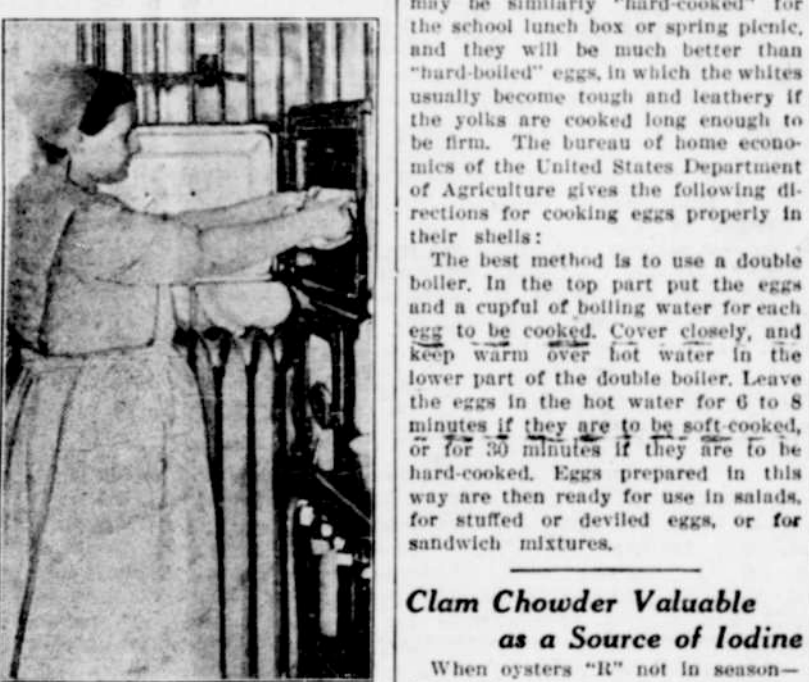 may be similarly "hard-cooked" for
the school lunch box or spring picnic,
and they will be much better than
"hard-boiled" eggs, in which the whites
usually become tough and leathery if
the yolks are cooked long enough to
be firm. The bureau of home econo-
mics of the United States Department
of Agriculture gives the following di-
rections for cooking eggs properly in
their shells:
The best method is to use a double
boiler. In the top part put the eggs
and a cupful of boiling water for each
egg to be cooked. Cover closely, and
keep warm over hot water in the
lower part of the double boiler. Leave
the eggs in the hot water for 6 to 8
minutes if they are to be soft-cooked,
or for 30 minutes if they are to be
hard-cooked. Eggs prepared in this
way are then ready for use in salads,
for stuffed or deviled eggs, or for
sandwich mixtures.
Clam Chowder Valuable
as a Source of Iodine
When oysters "R" not in season—